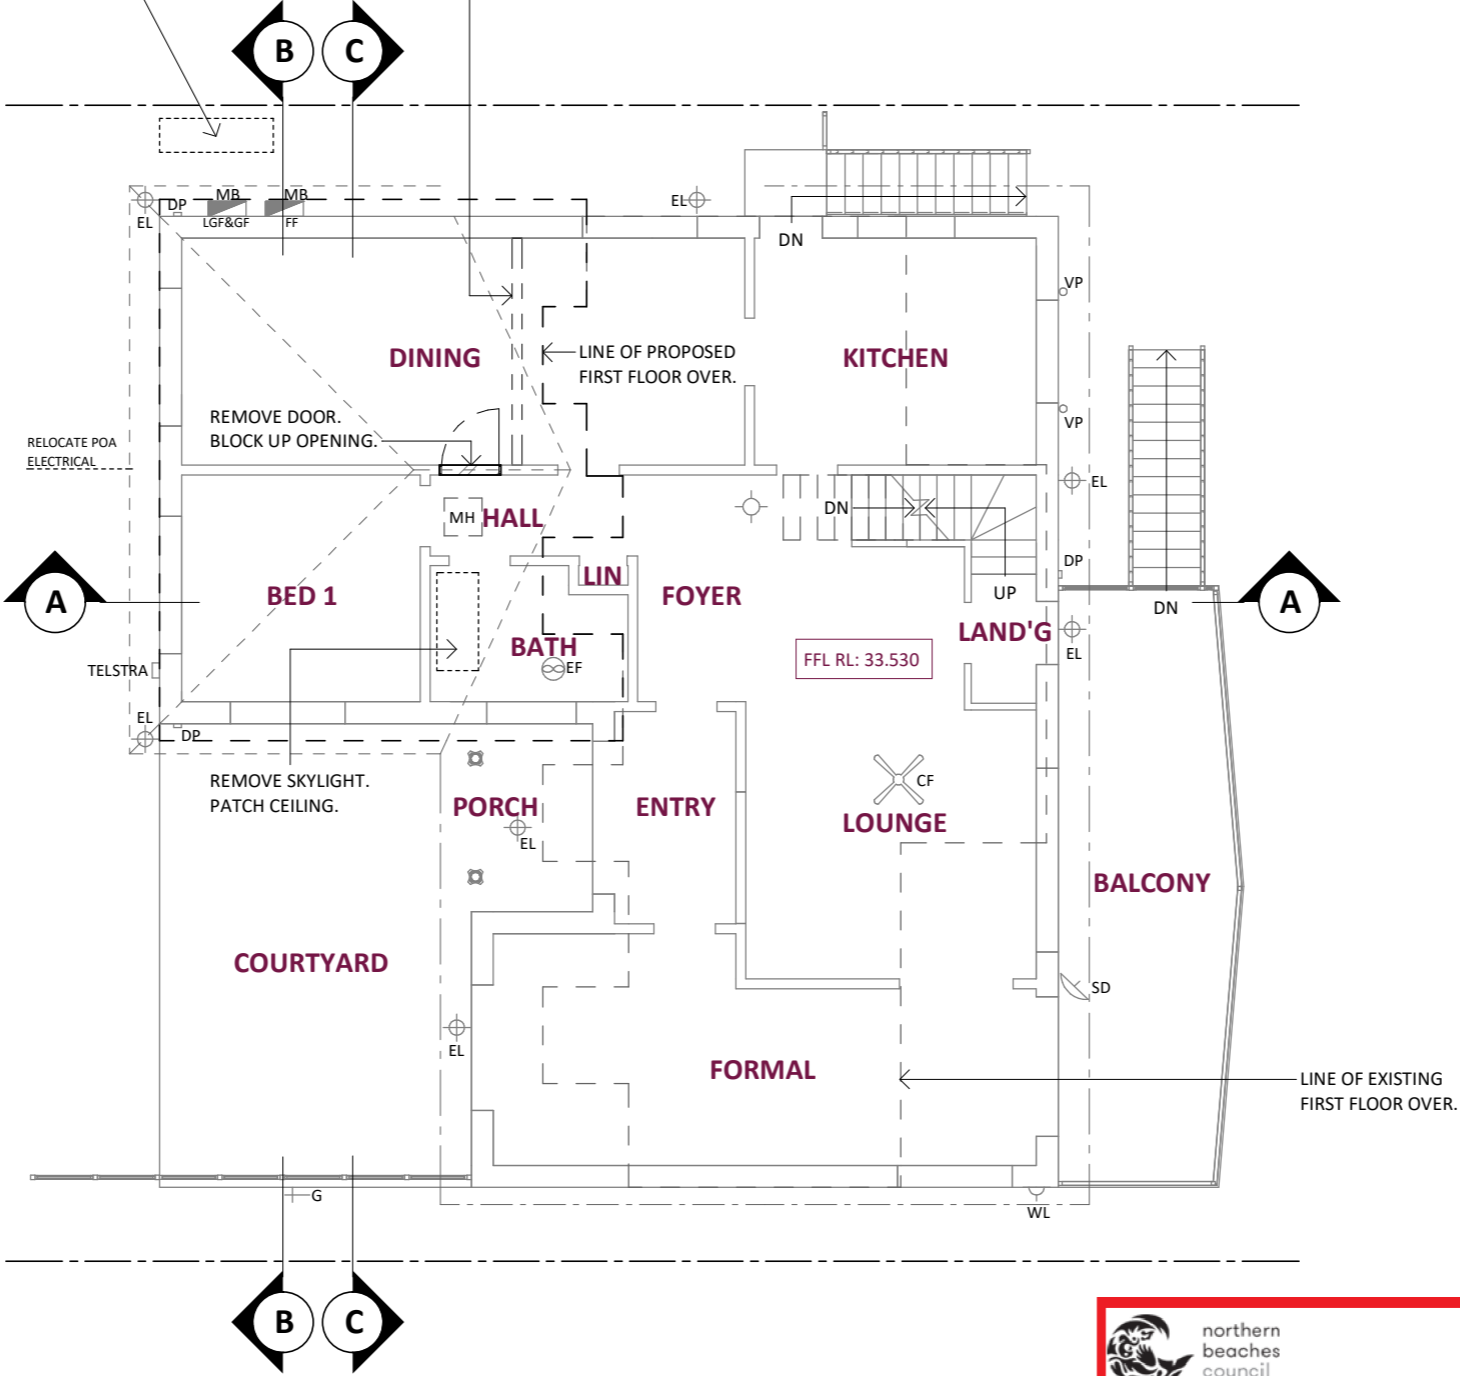 B
C
MB
MB
DP
EL
LGF&GF
FF
EL
DN
VP
DINING
LINE OF PROPOSED
FIRST FLOOR OVER.
KITCHEN
REMOVE DOOR.
BLOCK UP OPENING.
VP
RELOCATE POA
ELECTRICAL
EL
MH
HALL
DN
DP
A
BED 1
LIN
FOYER
UP
DN
A
LAND'G
BATH
EF
FFL RL: 33.530
EL
TELSTRA
EL
DP
REMOVE SKYLIGHT.
PATCH CEILING.
CF
PORCH
ENTRY
LOUNGE
EL
BALCONY
COURTYARD
SD
EL
FORMAL
LINE OF EXISTING
FIRST FLOOR OVER.
G
WL
B
C
northern
beaches
council